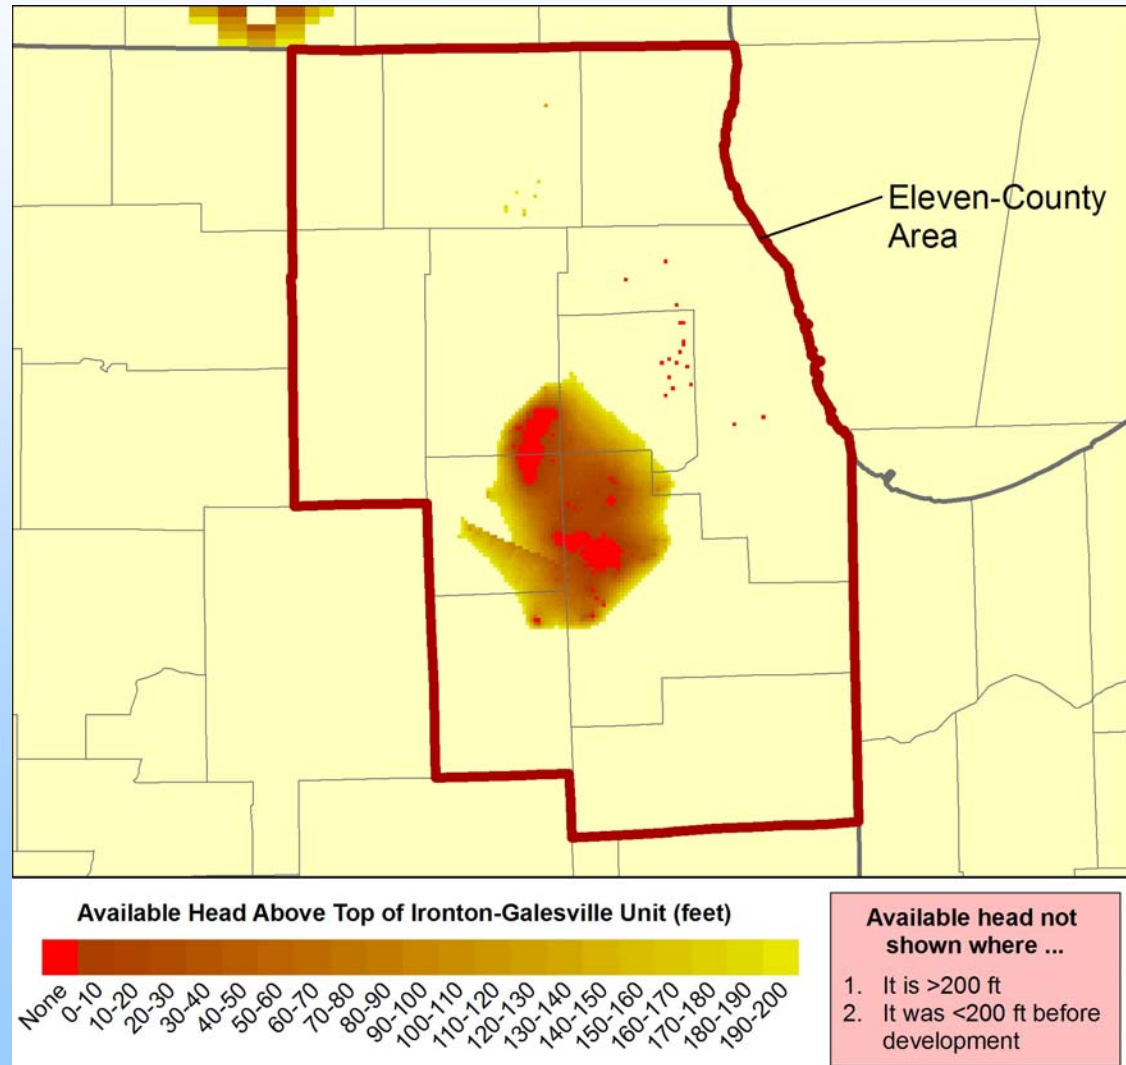 Eleven-County
Area
Available Head Above Top of Ironton-Galesville Unit (feet)
None
0-10
10-20
20-30
30-40
40-50
50-60
60-70
70-80
80-90
90-100
100-110
110-120
120-130
130-140
140-150
150-160
160-170
170-180
180-190
190-200
Available head not
shown where ...
1. It is >200 ft
2. It was <200 ft before
development